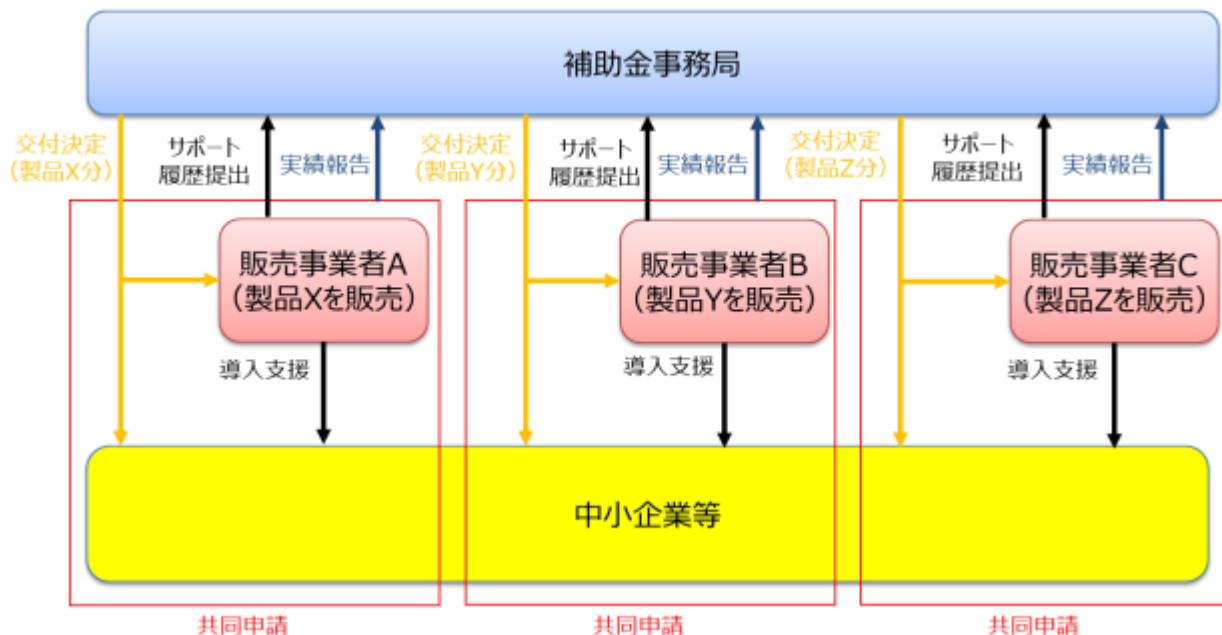 補助金事務局
交付決定
（製品X分）
サポート
履歴提出
実績報告
交付決定
（製品Y分）
サポート
履歴提出
実績報告
交付決定
（製品Z分）
サポート
履歴提出
実績報告
販売事業者A
（製品Xを販売）
販売事業者B
（製品Yを販売）
販売事業者C
（製品Zを販売）
導入支援
導入支援
導入支援
中小企業等
共同申請
共同申請
共同申請